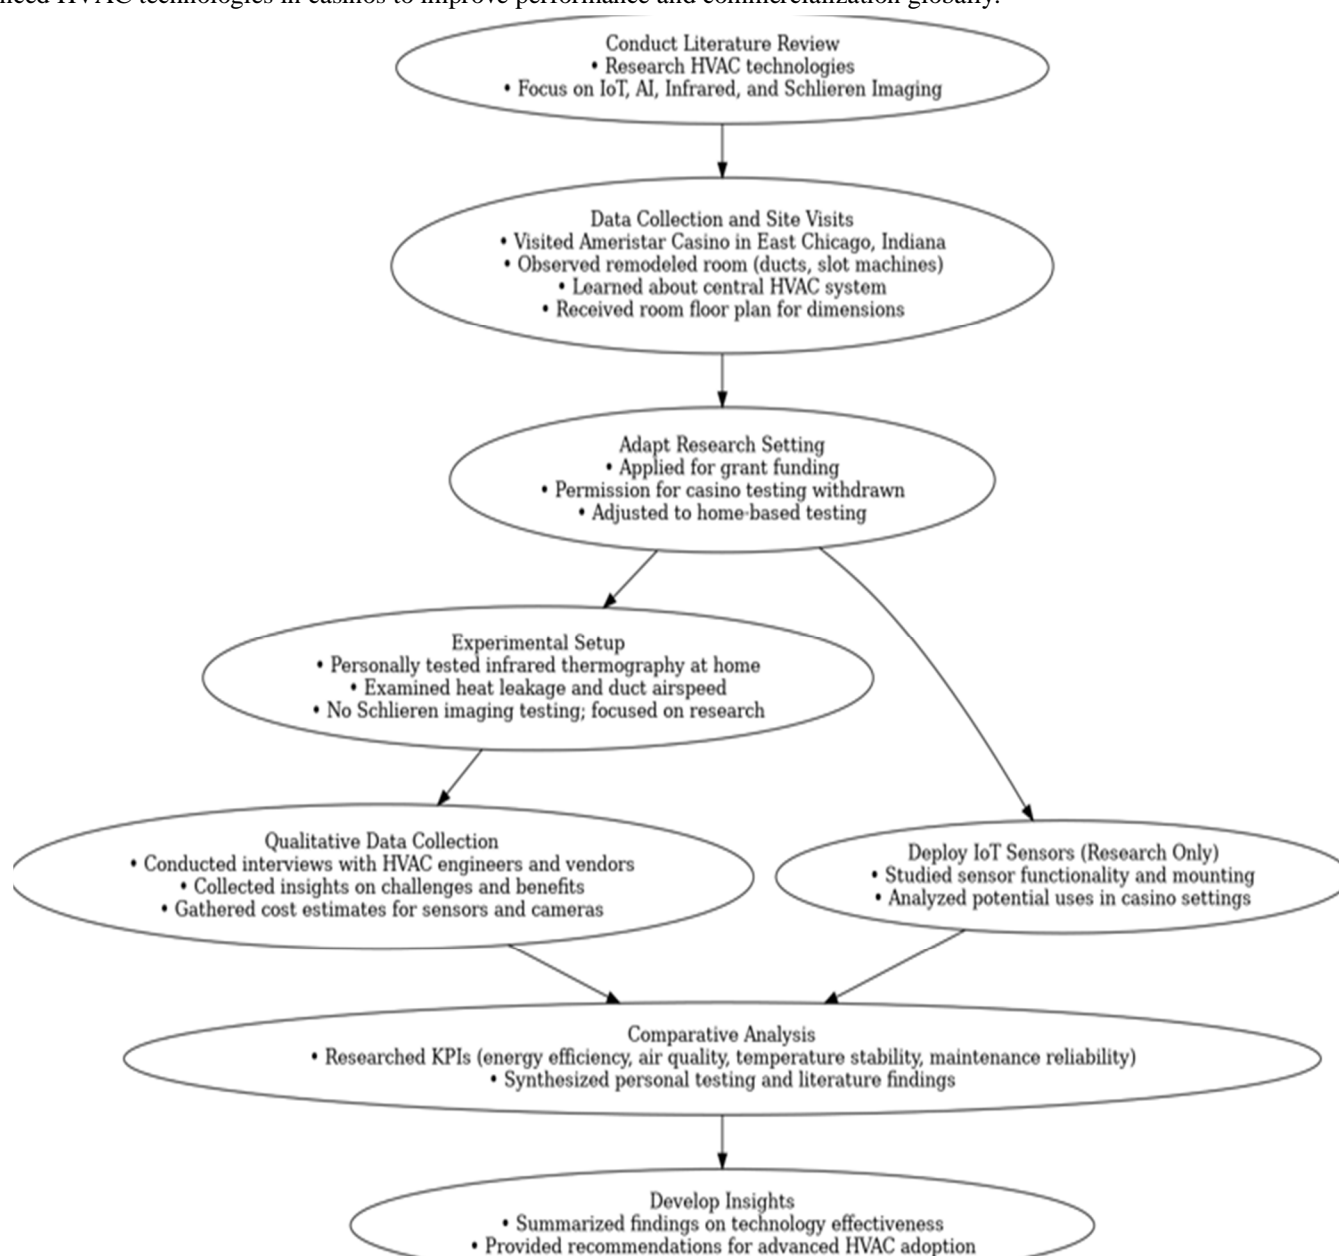 need HVAC technologies in casinos to improve performance and commercialization globally.
Conduct Literature Review
• Research HVAC technologies
• Focus on IoT, AI, Infrared, and Schlieren Imaging
Data Collection and Site Visits
• Visited Ameristar Casino in East Chicago, Indiana
• Observed remodeled room (ducts, slot machines)
• Learned about central HVAC system
• Received room floor plan for dimensions
Adapt Research Setting
• Applied for grant funding
• Permission for casino testing withdrawn
• Adjusted to home-based testing
Experimental Setup
• Personally tested infrared thermography at home
• Examined heat leakage and duct airspeed
• No Schlieren imaging testing; focused on research
Qualitative Data Collection
• Conducted interviews with HVAC engineers and vendors
• Collected insights on challenges and benefits
• Gathered cost estimates for sensors and cameras
Deploy IoT Sensors (Research Only)
• Studied sensor functionality and mounting
• Analyzed potential uses in casino settings
Comparative Analysis
• Researched KPIs (energy efficiency, air quality, temperature stability, maintenance reliability)
• Synthesized personal testing and literature findings
Develop Insights
• Summarized findings on technology effectiveness
• Provided recommendations for advanced HVAC adoption